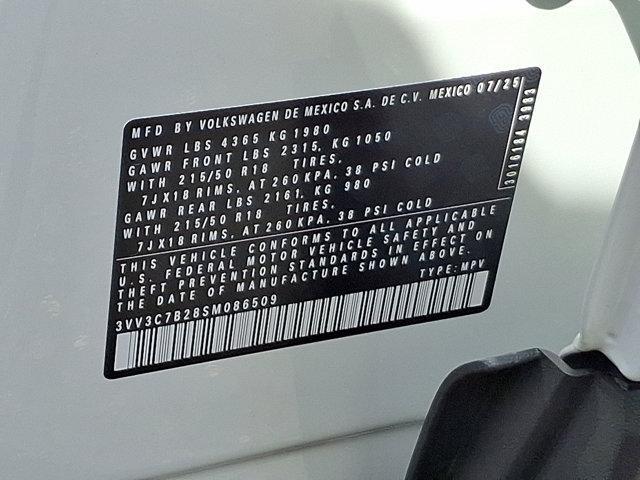 MFD BY VOLKSWAGEN DE MEXICO S.A. DE C.V. MEXICO 07/25
GVWR LBS 4365 KG 1980
GAWR FRONT LBS 2315, KG 1050
WITH 215/50 R18 TIRES,
7JX18 RIMS, AT 260 KPA, 38 PSI COLD
GAWR REAR LBS 2161, KG 980
WITH 215/50 R18 TIRES,
7JX18 RIMS, AT 260 KPA, 38 PSI COLD
THIS VEHICLE CONFORMS TO ALL APPLICABLE
U.S. FEDERAL MOTOR VEHICLE SAFETY AND
THEFT PREVENTION STANDARDS IN EFFECT ON
THE DATE OF MANUFACTURE SHOWN ABOVE.
TYPE: MPV
3VV3C7B28SM086509
3016184 3983